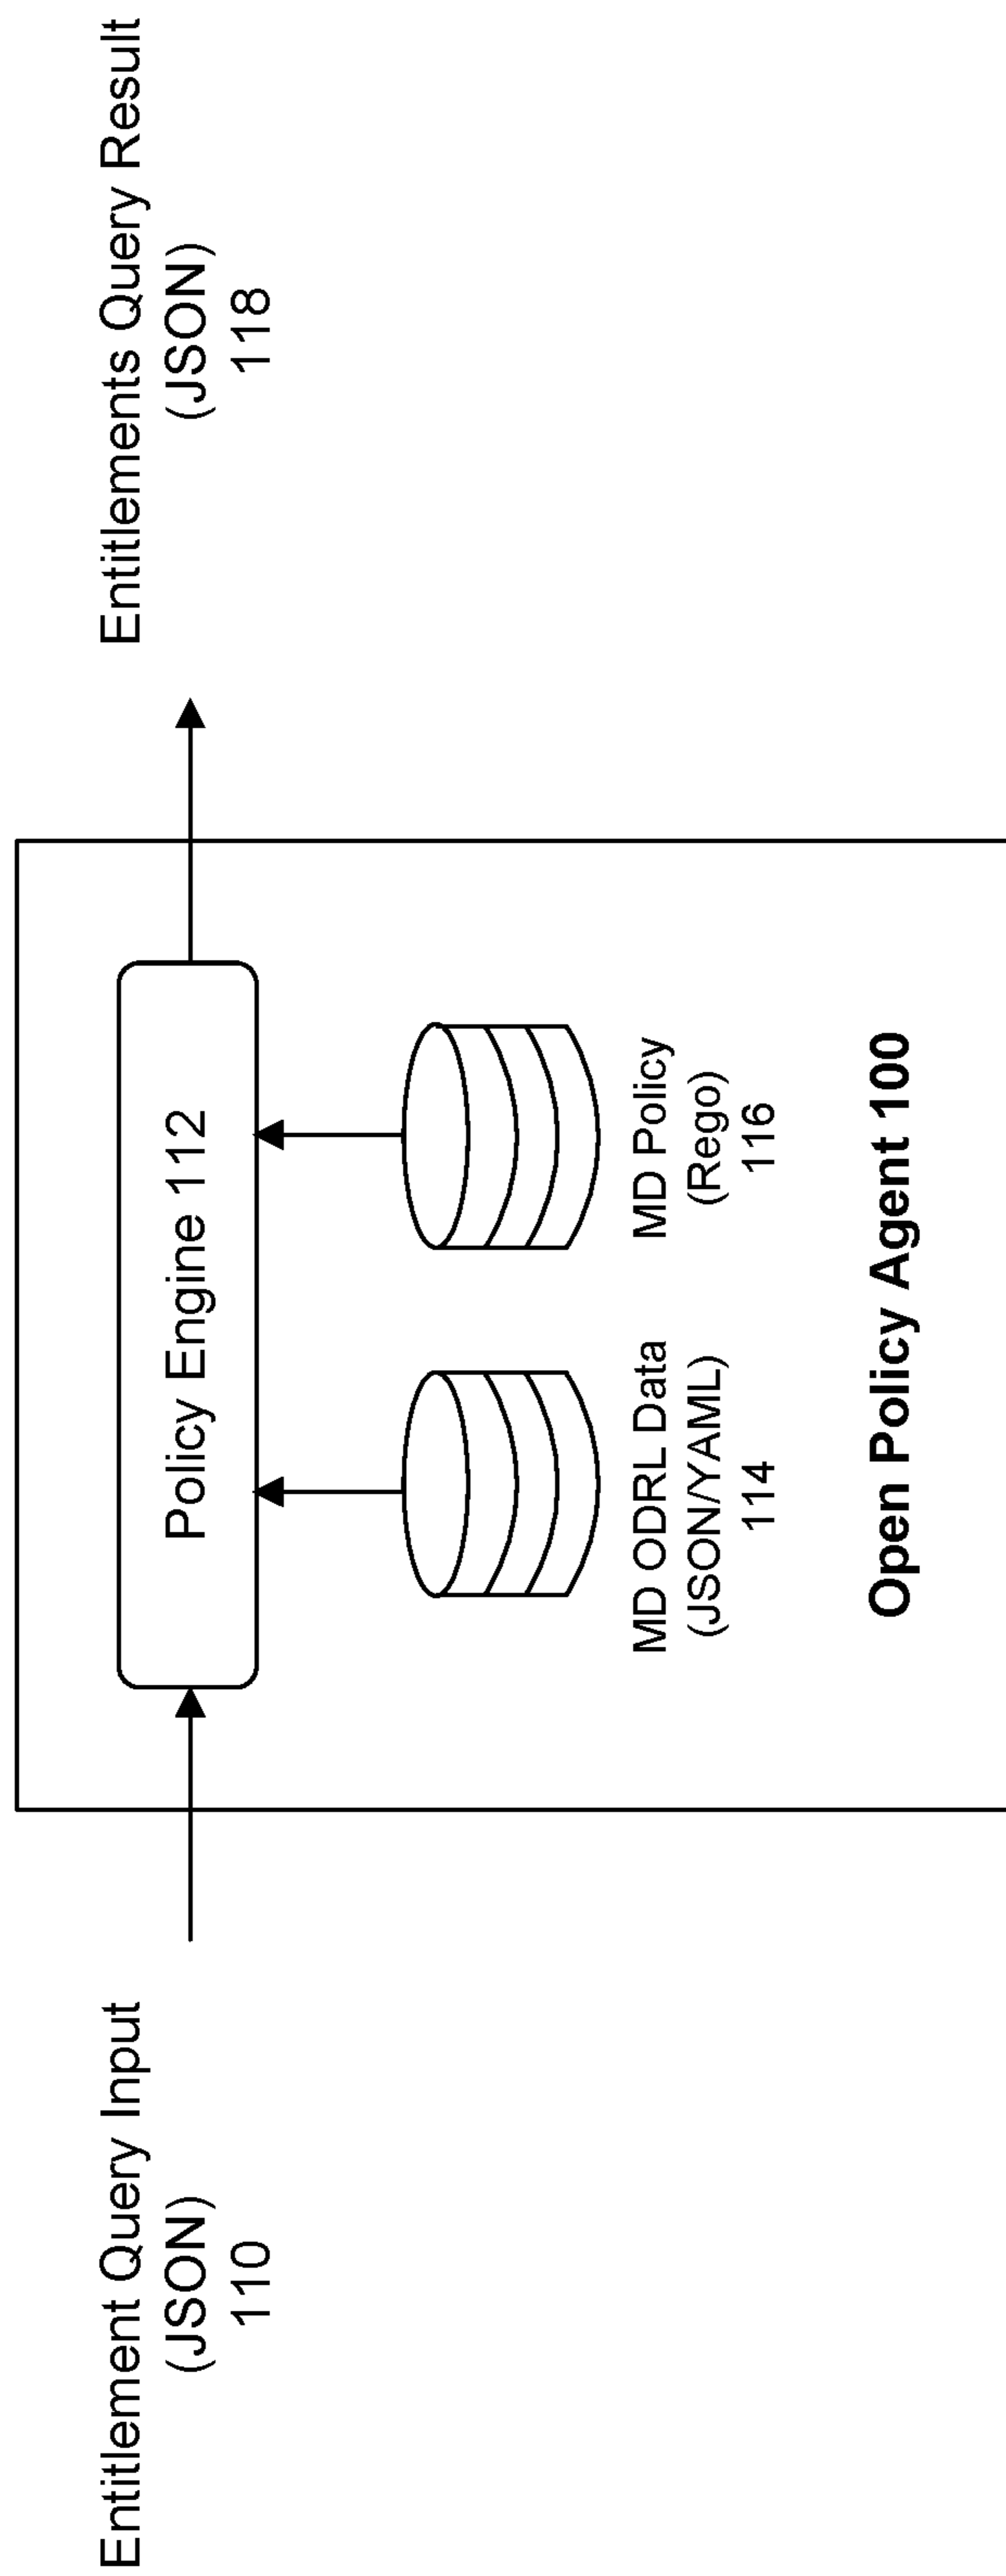 Entitlement Query Input
(JSON)
110
Policy Engine 112
MD ODRL Data
(JSON/YAML)
114
MD Policy
(Rego)
116
Open Policy Agent 100
Entitlements Query Result
(JSON)
118